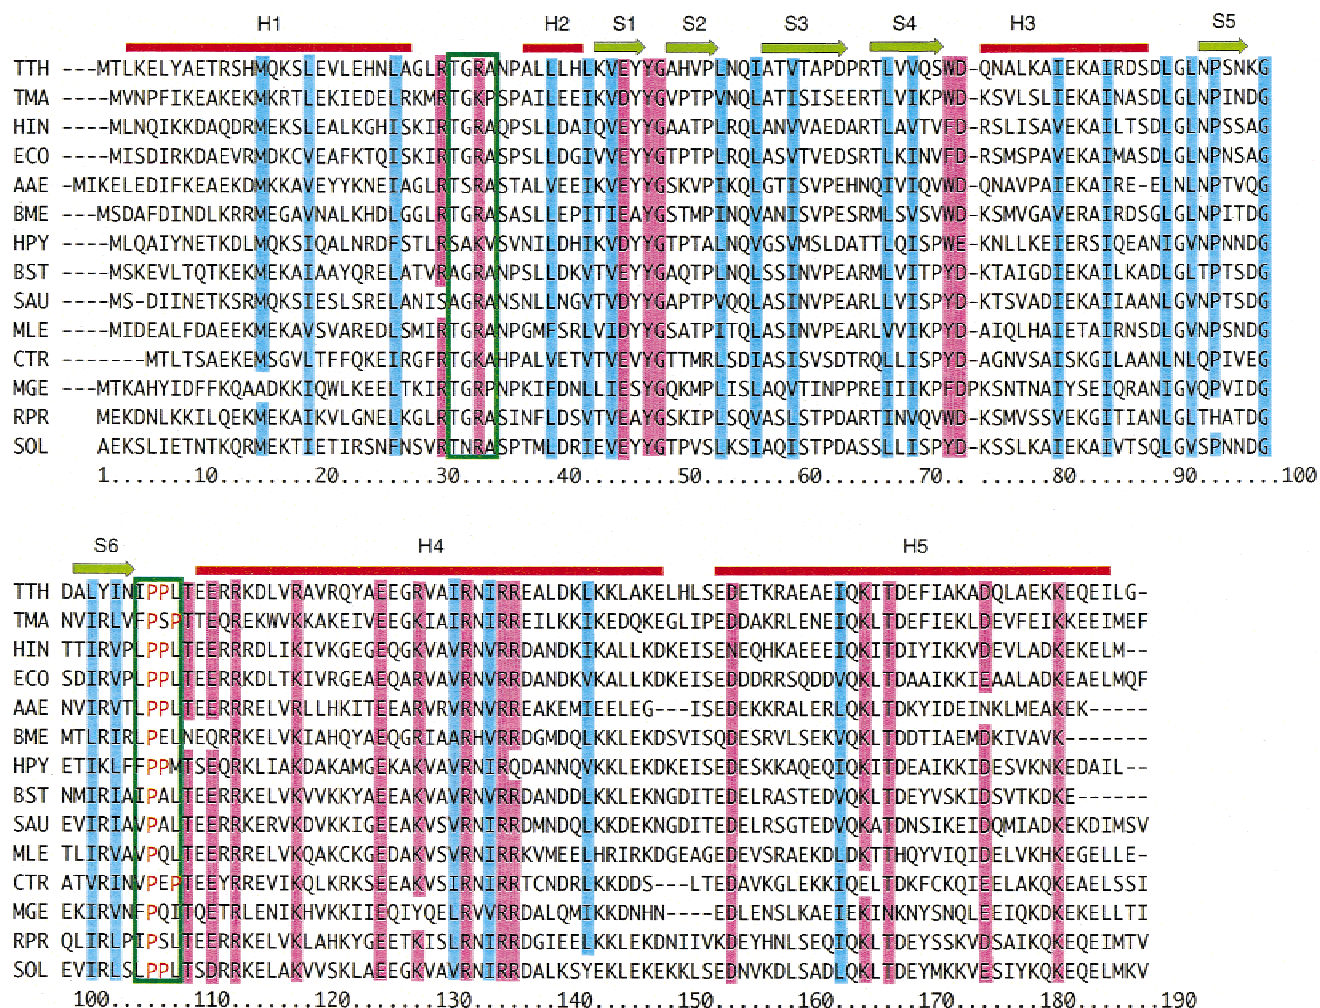 H1 H2 S1 S2 S3 S4 H3 S5
TTH ---MTLKELYAETRSHMQKSLEVLEHNLAGLRTGRANPALLLHLKVEYYGAHVPLNQIATVTAPDPRTLVVQSWD-QNALKAIEKAIRDSDLGLNPSNKG
TMA ----MVNPFIKEAKEKMKRTLEKIEDELRKMRTGKPSPAILEEIKVDYYGVPTPVNQLATISISEERTLVIKPWD-KSVLSLIEKAINASDLGLNPINDG
HIN ----MLNQIKKDAQDRMEKSLEALKGHISKIRTGRAQPSLLDAIQVEYYGAATPLRQLANVVAEDARTLAVTVFD-RSLISAVEKAILTSDLGLNPSSAG
ECO ----MISDIRKDAEVRMDKCVEAFKTQISKIRTGRASPSLLDGIVVEYYGTPTPLRQLASVTVEDSRTLKINVFD-RSMSPAVEKAIMASDLGLNPNSAG
AAE -MIKELEDIFKEAEKDMKKAVEYYKNEIAGLRTSRASTALVEEIKVEYYGSKVPIKQLGTISVPEHNQIVIQVWD-QNAVPAIEKAIRE-ELNLNPTVQG
BME ---MSDAFDINDLKRRMEGAVNALKHDLGGLRTGRASASLLEPITIEAYGSTMPINQVANISVPESRMLSVSVWD-KSMVGAVERAIRDSGLGLNPITDG
HPY ----MLQAIYNETKDLMQKSIQALNRDFSTLRSAKVSVNILDHIKVDYYGTPTALNQVGSVMSLDATTLQISPWE-KNLLKEIERSIQEANIGVNPNNDG
BST ----MSKEVLTQTKEKMEKAIAAYQRELATVRAGRANPSLLDKVTVEYYGAQTPLNQLSSINVPEARMLVITPYD-KTAIGDIEKAILKADLGLTPTSDG
SAU ----MS-DIINETKSRMQKSIESLSRELANISAGRANSNLLNGVTVDYYGAPTPVQQLASINVPEARLLVISPYD-KTSVADIEKAIIAANLGVNPTSDG
MLE ----MIDEALFDAEEKMEKAVSVAREDLSMIRTGRANPGMFSRLVIDYYGSATPITQLASINVPEARLVVIKPYD-AIQLHAIETAIRNSDLGVNPSNDG
CTR -------MTLTSAEKEMSGVLTFFQKEIRGFRTGKAHPALVETVTVEVYGTTMRLSDIASISVSDTRQLLISPYD-AGNVSAISKGILAANLNLQPIVEG
MGE ---MTKAHYIDFFKQAADKKIQWLKEELTKIRTGRPNPKIFDNLLIESYGQKMPLISLAQVTINPPREIIIKPFDPKSNTNAIYSEIQRANIGVQPVIDG
RPR MEKDNLKKILQEKMEKAIKVLGNELKGLRTGRASINFLDSVTVEAYGSKIPLSQVASLSTPDARTINVQVWD-KSMVSSVEKGITIANLGLTHATDG
SOL AEKSLIETNTKQRMEKTIETIRSNFNSVRTNRASPTMLDRIEVEYYGTPVSLKSIAQISTPDASSLLISPYD-KSSLKAIEKAIVTSQLGVSPNNDG
1.......10........20........30........40........50........60........70.........80........90.......100
S6 H4 H5
TTH DALYINIPPLTEERRKDLVRAVRQYAEEGRVAIRNIRREALDKLKKLAKELHLSEDETKRAEAEIQKITDEFIAKADQLAEKKEQEILG-
TMA NVIRLVFPSPTTEQREKWVKKAKEIVEEGKIAIRNIRREILKKIKEDQKEGLIPEDDAKRLENEIQKLTDEFIEKLDEVFEIKKEEIMEF
HIN TTIRVPLPPLTEERRRDLIKIVKGEGEQGKVAVRNVRRDANDKIKALLKDKEISENEQHKAEEEIQKITDIYIKKVDEVLADKEKELM--
ECO SDIRVPLPPLTEERRKDLTKIVRGEAEQARVAVRNVRRDANDKVKALLKDKEISEDDDRRSQDDVQKLTDAAIKKIEAALADKEAELMQF
AAE NVIRVTLPPLTEERRRELVRLLHKITEEARVRVRNVRREAKEMIEELEG---ISEDEKKRALERLQKLTDKYIDEINKLMEAKEK-----
BME MTLRIRLPELNEQRRKELVKIAHQYAEQGRIAARHVRRDGMDQLKKLEKDSVISQDESRVLSEKVQKLTDDTIAEMDKIVAVK-------
HPY ETIKLFFPPMTSEQRKLIAKDAKAMGEKAKVAVRNIRQDANNQVKKLEKDKEISEDESKKAQEQIQKITDEAIKKIDESVKNKEDAIL--
BST NMIRIAIPALTEERRKELVKVVKKYAEEAKVAVRNVRRDANDDLKKLEKNGDITEDELRASTEDVQKLTDEYVSKIDSVTKDKE------
SAU EVIRIAVPALTEERRKERVKDVKKIGEEAKVSVRNIRRDMNDQLKKDEKNGDITEDELRSGTEDVQKATDNSIKEIDQMIADKEKDIMSV
MLE TLIRVAVPQLTEERRRELVKQAKCKGEDAKVSVRNIRRKVMEELHRIRKDGEAGEDEVSRAEKDLDKTTHQYVIQIDELVKHKEGELLE-
CTR ATVRINVPEPTEEYRREVIKQLKRKSEEAKVSIRNIRRTCNDRLKKDDS---LTEDAVKGLEKKIQELTDKFCKQIEELAKQKEAELSSI
MGE EKIRVNFPQITQETRLENIKHVKKIIEQIYQELRVVRRDALQMIKKDNHN----EDLENSLKAEIEKINKNYSNQLEEIQKDKEKELLTI
RPR QLIRLPIPSLTEERRKELVKLAHKYGEETKISLRNIRRDGIEELKKLEKDNIIVKDEYHNLSEQIQKLTDEYSSKVDSAIKQKEQEIMTV
SOL EVIRLSLPPLTSDRRKELAKVVSKLAEEGKVAVRNIRRDALKSYEKLEKEKKLSEDNVKDLSADLQKLTDEYMKKVESIYKQKEQELMKV
100.......110.......120.......130.......140.......150.......160.......170.......180.......190